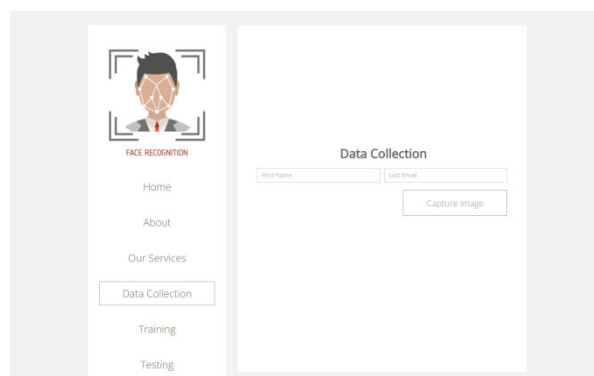 FACE RECOGNITION
Home
About
Our Services
Data Collection
Training
Testing
Data Collection
First Name
Last Email
Capture Image